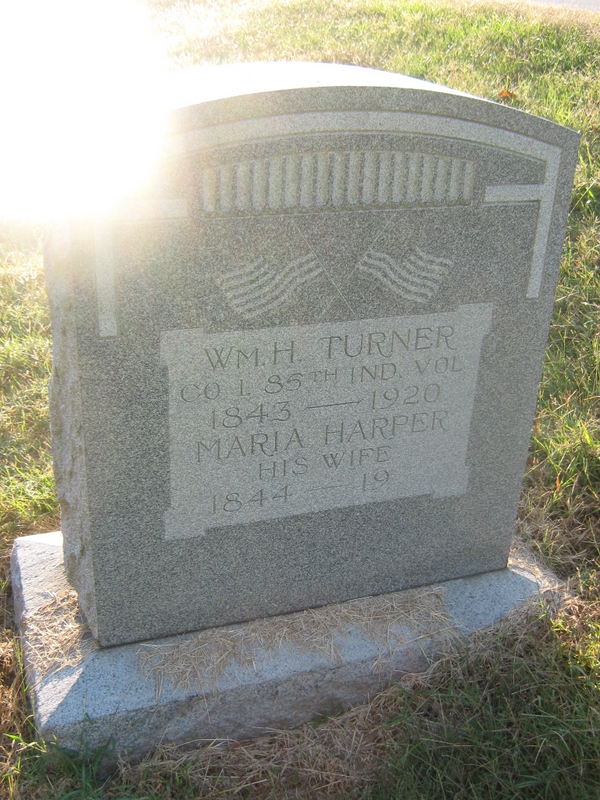 WM. H. TURNER
CO. I. 85TH IND. VOL
1843 — 1920
MARIA HARPER
HIS WIFE
1844 — 19